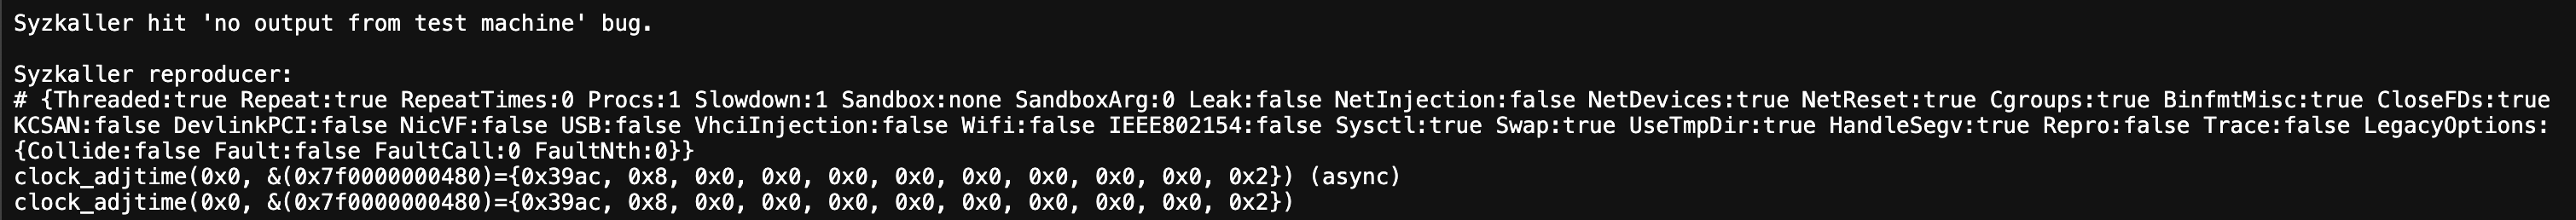 Syzkaller hit 'no output from test machine' bug.
Syzkaller reproducer:
# {Threaded:true Repeat:true RepeatTimes:0 Procs:1 Slowdown:1 Sandbox:none SandboxArg:0 Leak:false NetInjection:false NetDevices:true NetReset:true Cgroups:true BinfmtMisc:true CloseFDs:true
KCSAN:false DevlinkPCI:false NicVF:false USB:false VhciInjection:false Wifi:false IEEE802154:false Sysctl:true Swap:true UseTmpDir:true HandleSegv:true Repro:false Trace:false LegacyOptions:
{Collide:false Fault:false FaultCall:0 FaultNth:0}}
clock_adjtime(0x0, &(0x7f0000000480)={0x39ac, 0x8, 0x0, 0x0, 0x0, 0x0, 0x0, 0x0, 0x0, 0x0, 0x2}) (async)
clock_adjtime(0x0, &(0x7f0000000480)={0x39ac, 0x8, 0x0, 0x0, 0x0, 0x0, 0x0, 0x0, 0x0, 0x0, 0x2})